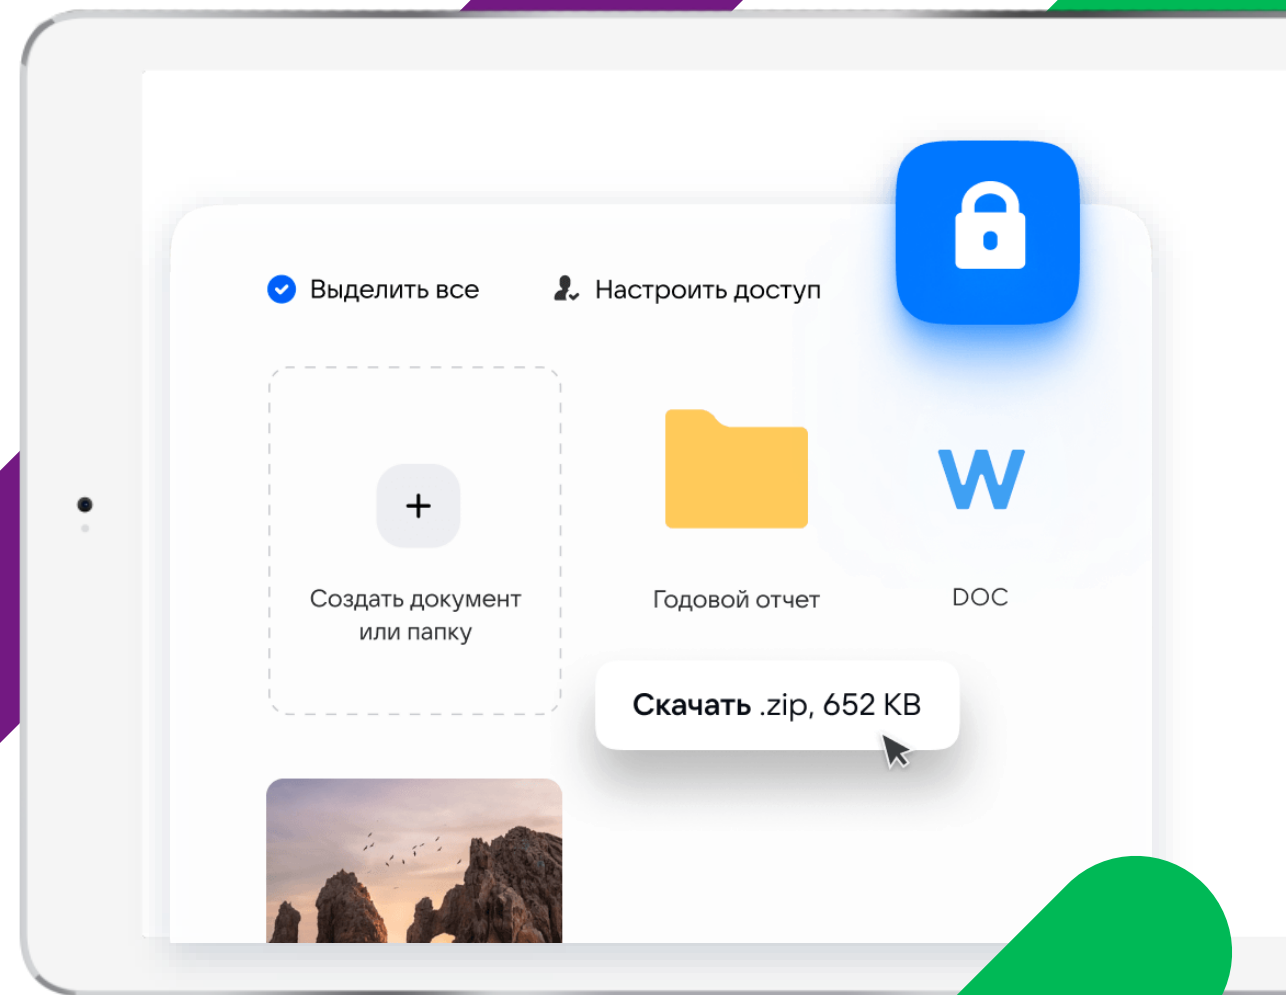 Выделить все
Настроить доступ
Создать документ
или папку
Годовой отчет
W
DOC
Скачать .zip, 652 KB